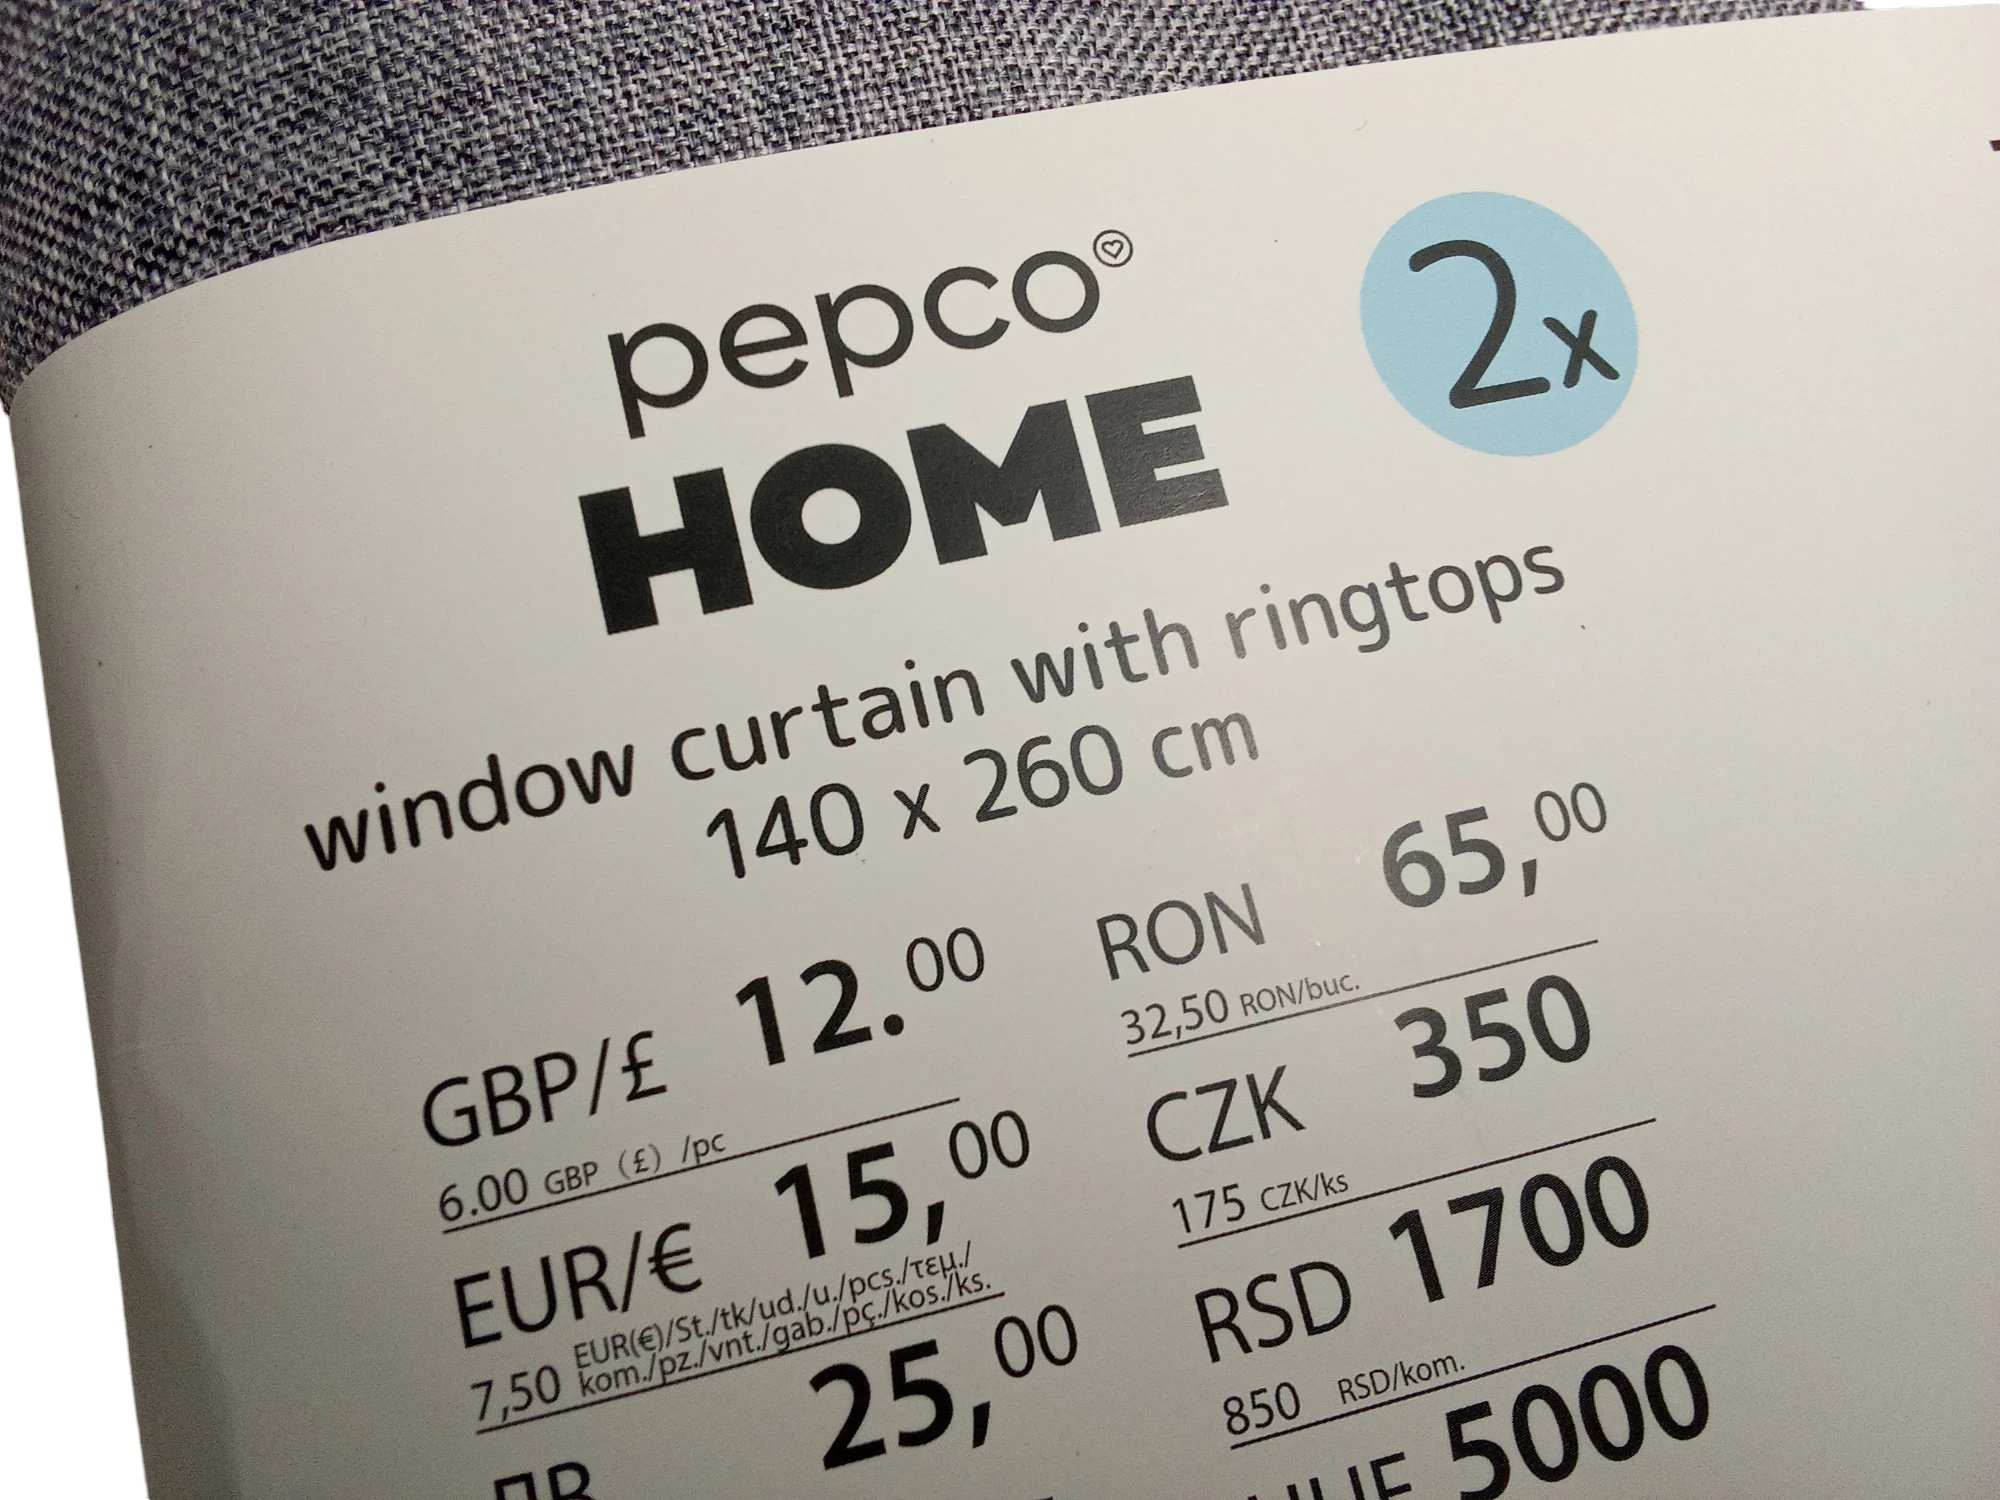 pepco
HOME
2x
window curtain with ringtops
140 x 260 cm
GBP/£ 12.00
6.00 GBP (£) /pc
EUR/€ 15,00
7,50 EUR(€)/St./tk/ud./u./pcs./τεμ./
kom./pz./vnt./gab./pç./kos./ks.
25,00
RON 65,00
32,50 RON/buc.
CZK 350
175 CZK/ks
RSD 1700
850 RSD/kom.
HUF 5000